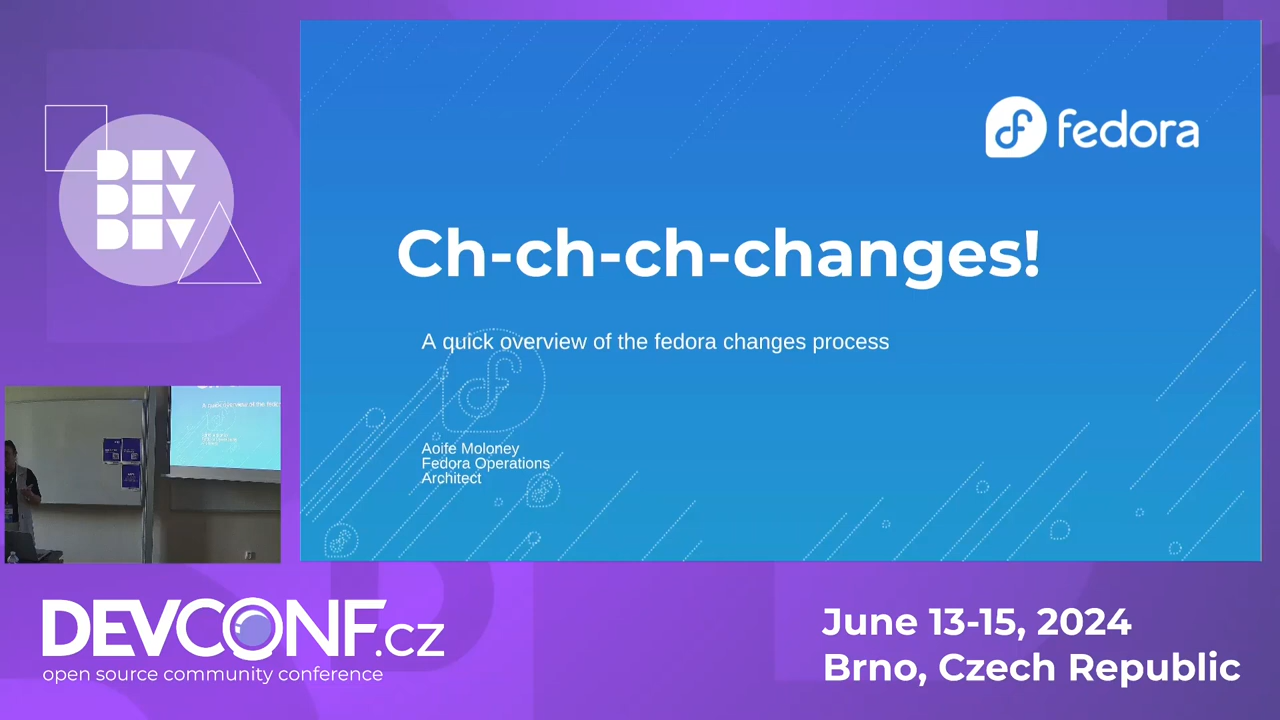 DEV
DEV
DEV
fedora
Ch-ch-ch-changes!
A quick overview of the fedora changes process
Aoife Moloney
Fedora Operations
Architect
DEVCONF.cz
open source community conference
June 13-15, 2024
Brno, Czech Republic